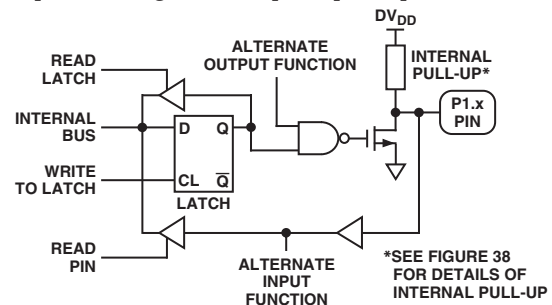 DVDD
READ
LATCH
ALTERNATE
OUTPUT FUNCTION
INTERNAL
PULL-UP*
P1.x
PIN
INTERNAL
BUS
D Q
WRITE
TO LATCH
CL Q
LATCH
READ
PIN
ALTERNATE
INPUT
FUNCTION
*SEE FIGURE 38
FOR DETAILS OF
INTERNAL PULL-UP